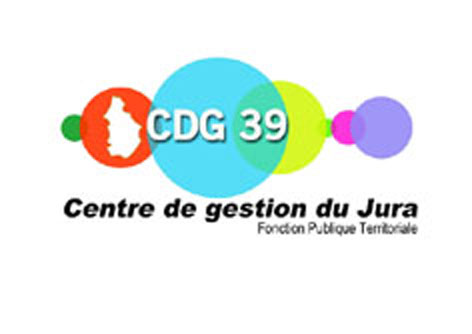 CDG 39
Centre de gestion du Jura
Fonction Publique Territoriale